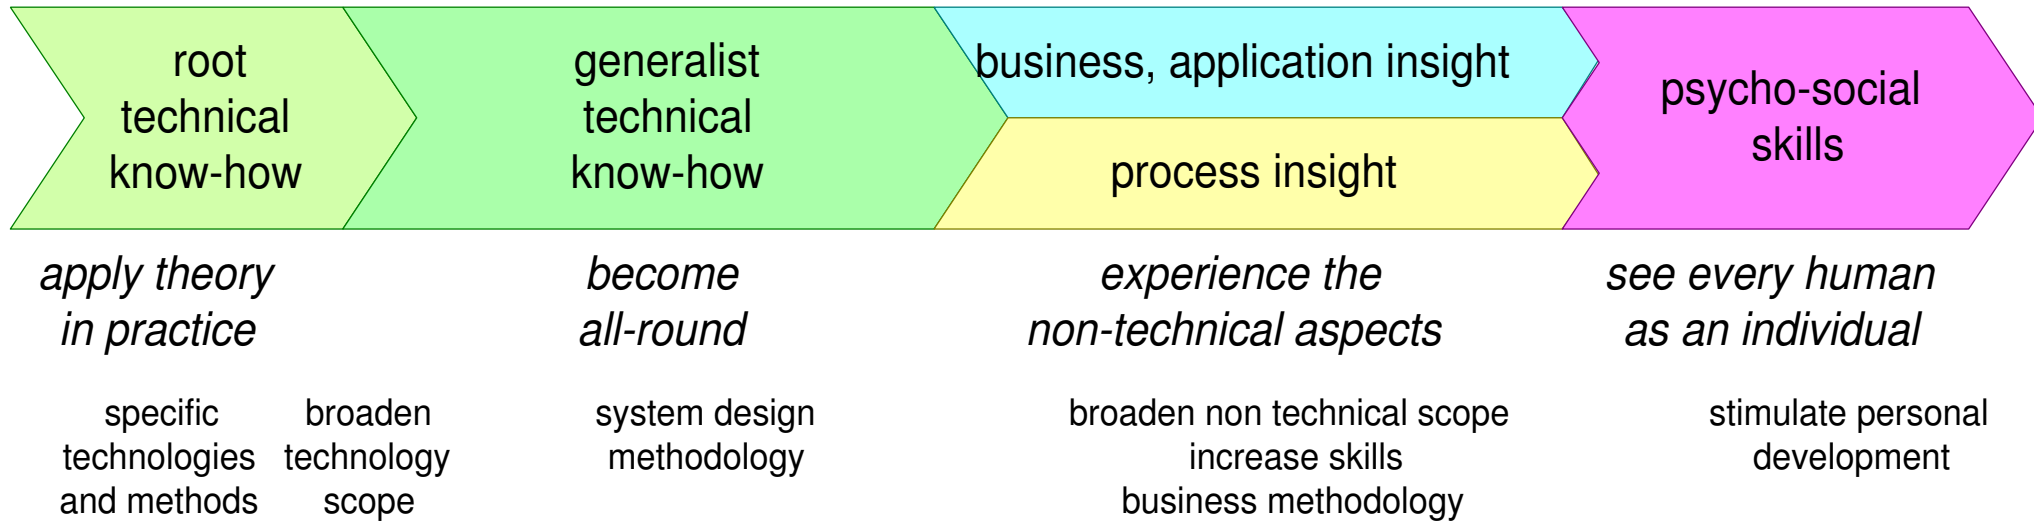 root
technical
know-how
generalist
technical
know-how
business, application insight
process insight
psycho-social
skills
apply theory
in practice
become
all-round
experience the
non-technical aspects
see every human
as an individual
specific
technologies
and methods
broaden
technology
scope
system design
methodology
broaden non technical scope
increase skills
business methodology
stimulate personal
development